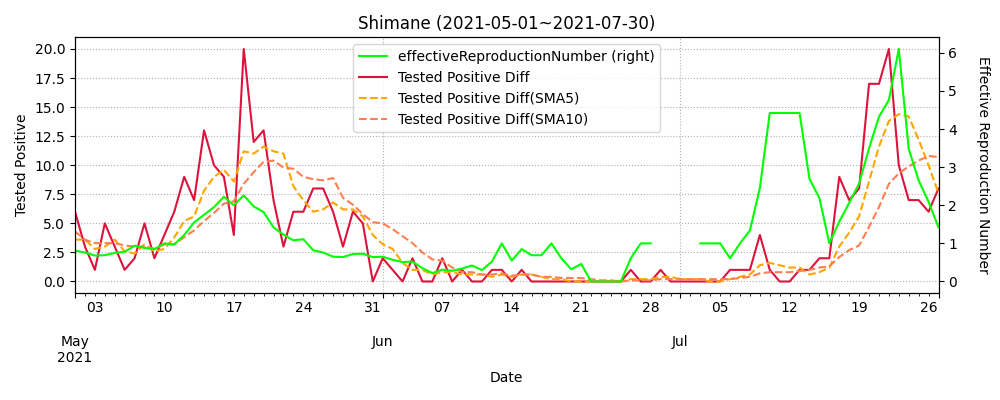 Shimane (2021-05-01~2021-07-30)
effectiveReproductionNumber (right)
Tested Positive Diff
Tested Positive Diff(SMA5)
Tested Positive Diff(SMA10)
Tested Positive
20.0
17.5
15.0
12.5
10.0
7.5
5.0
2.5
0.0
Effective Reproduction Number
6
5
4
3
2
1
0
03 10 17 24 31 07 14 21 28 05 12 19 26
May Jun Jul
2021
Date